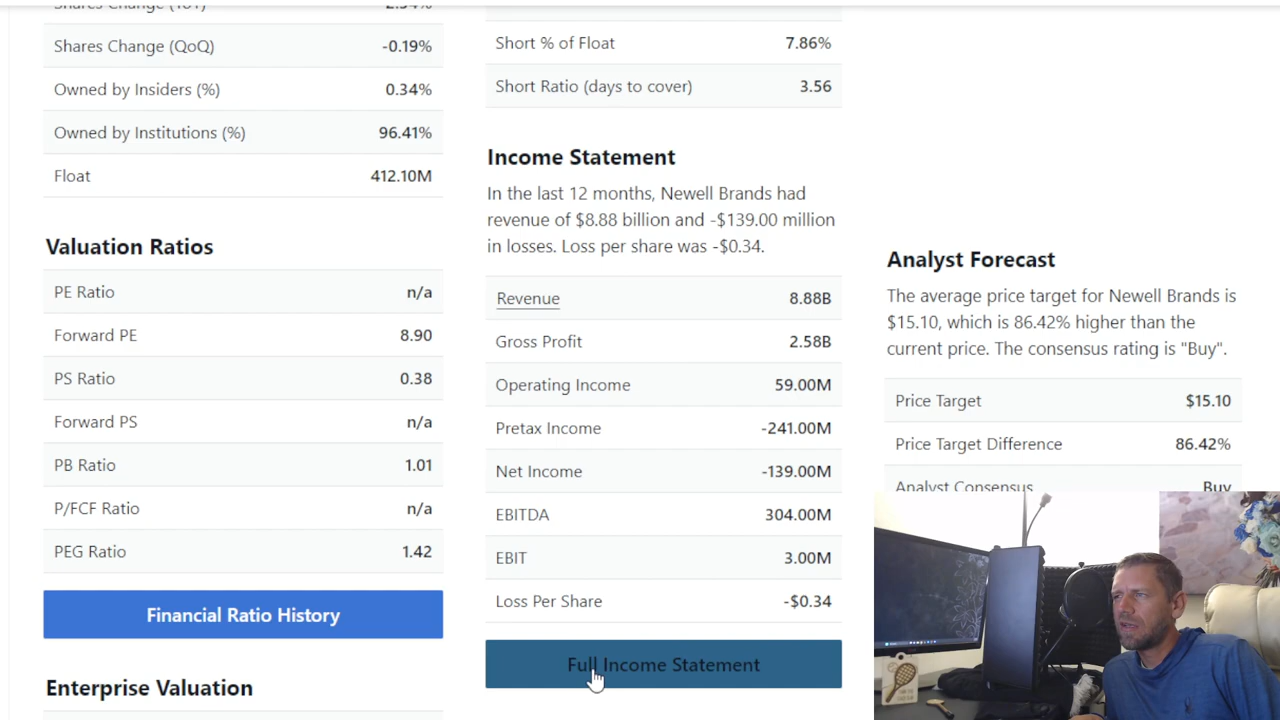 Shares Change (YoY) 2.54%
Shares Change (QoQ) -0.19%
Owned by Insiders (%) 0.34%
Owned by Institutions (%) 96.41%
Float 412.10M
Valuation Ratios
PE Ratio n/a
Forward PE 8.90
PS Ratio 0.38
Forward PS n/a
PB Ratio 1.01
P/FCF Ratio n/a
PEG Ratio 1.42
Financial Ratio History
Enterprise Valuation
Short % of Float 7.86%
Short Ratio (days to cover) 3.56
Income Statement
In the last 12 months, Newell Brands had
revenue of $8.88 billion and -$139.00 million
in losses. Loss per share was -$0.34.
Revenue 8.88B
Gross Profit 2.58B
Operating Income 59.00M
Pretax Income -241.00M
Net Income -139.00M
EBITDA 304.00M
EBIT 3.00M
Loss Per Share -$0.34
Full Income Statement
Analyst Forecast
The average price target for Newell Brands is
$15.10, which is 86.42% higher than the
current price. The consensus rating is "Buy".
Price Target $15.10
Price Target Difference 86.42%
Analyst Consensus Buy